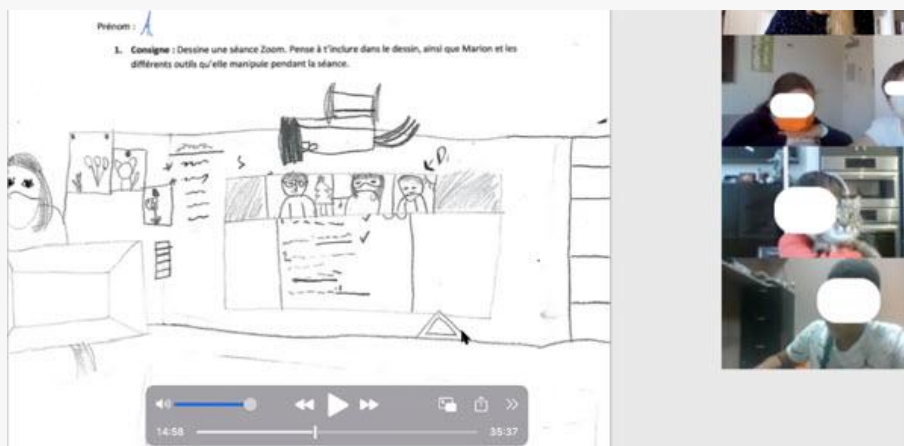 Prénom : A
1. Consigne : Dessine une séance Zoom. Pense à t'inclure dans le dessin, ainsi que Marion et les
différents outils qu'elle manipule pendant la séance.
S
D.
14:58
35:37